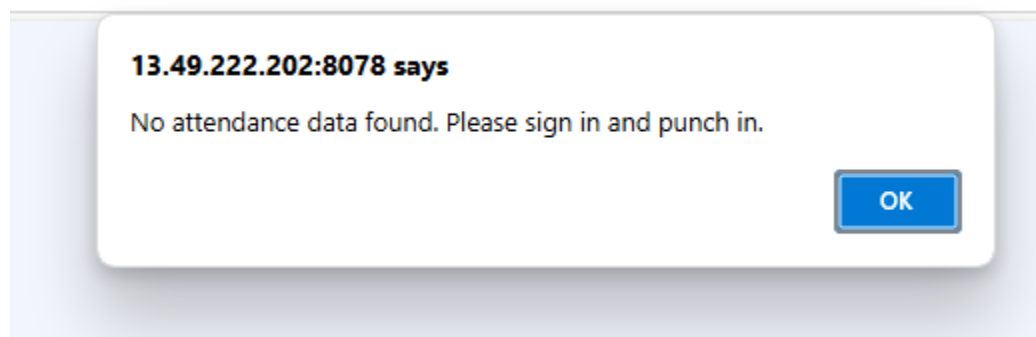 13.49.222.202:8078 says
No attendance data found. Please sign in and punch in.
OK